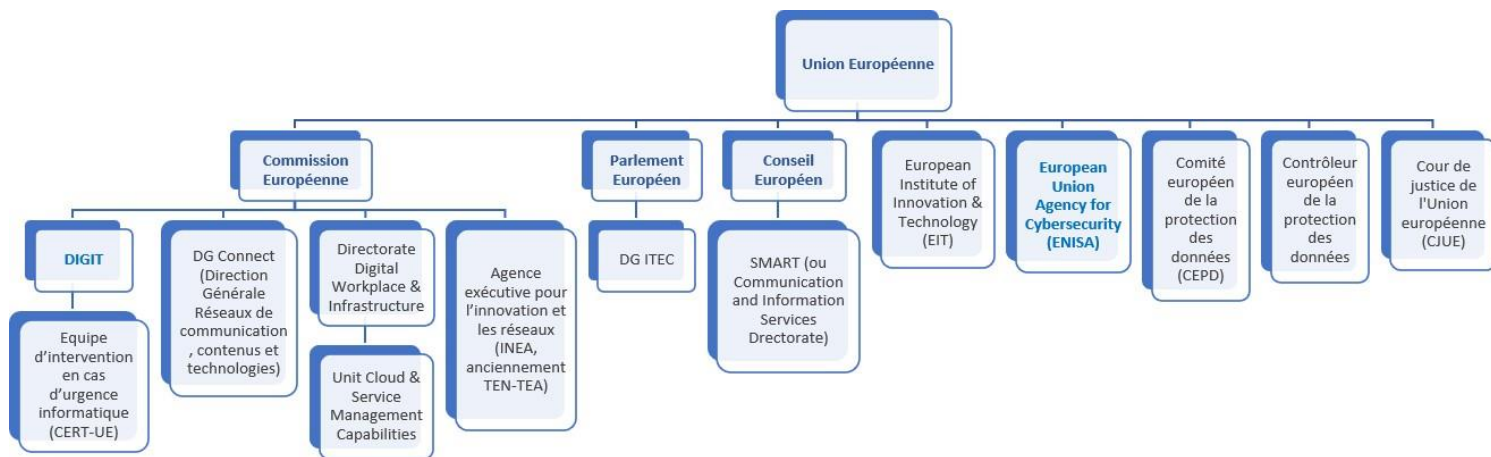 Union Européenne
Commission
Européenne
Parlement
Européen
Conseil
Européen
European
Institute of
Innovation &
Technology
(EIT)
European
Union
Agency for
Cybersecurity
(ENISA)
Comité
européen
de la
protection
des
données
(CEPD)
Contrôleur
européen
de la
protection
des
données
Cour de
justice de
l'Union
européenne
(CJUE)
DIGIT
DG Connect
(Direction
Générale
Réseaux de
communication
, contenus et
technologies)
Directorate
Digital
Workplace &
Infrastructure
Agence
exécutive pour
l’innovation et
les réseaux
(INEA,
anciennement
TEN-TEA)
DG ITEC
SMART (ou
Communication
and Information
Services
Drectorate)
Equipe
d’intervention
en cas
d’urgence
informatique
(CERT-UE)
Unit Cloud &
Service
Management
Capabilities